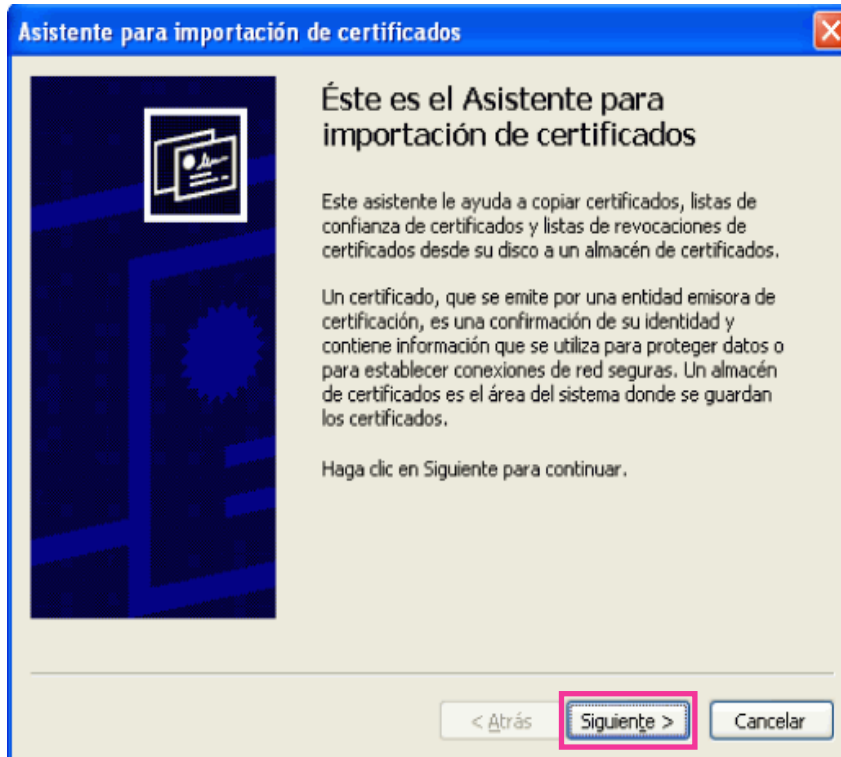 Asistente para importación de certificados
Éste es el Asistente para
importación de certificados
Este asistente le ayuda a copiar certificados, listas de
confianza de certificados y listas de revocaciones de
certificados desde su disco a un almacén de certificados.
Un certificado, que se emite por una entidad emisora de
certificación, es una confirmación de su identidad y
contiene información que se utiliza para proteger datos o
para establecer conexiones de red seguras. Un almacén
de certificados es el área del sistema donde se guardan
los certificados.
Haga clic en Siguiente para continuar.
< Atrás Siguiente > Cancelar